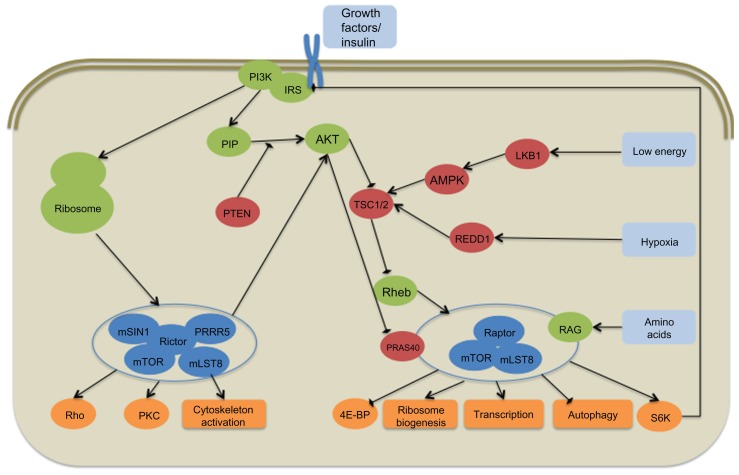 Growth
factors/
insulin
PI3K
IRS
PIP
AKT
LKB1
Low energy
AMPK
TSC1/2
Ribosome
PTEN
REDD1
Hypoxia
Rheb
mSIN1
PRRR5
Rictor
mTOR
mLST8
Raptor
RAG
Amino
acids
PRAS40
mTOR
mLST8
Rho
PKC
Cytoskeleton
activation
4E-BP
Ribosome
biogenesis
Transcription
Autophagy
S6K